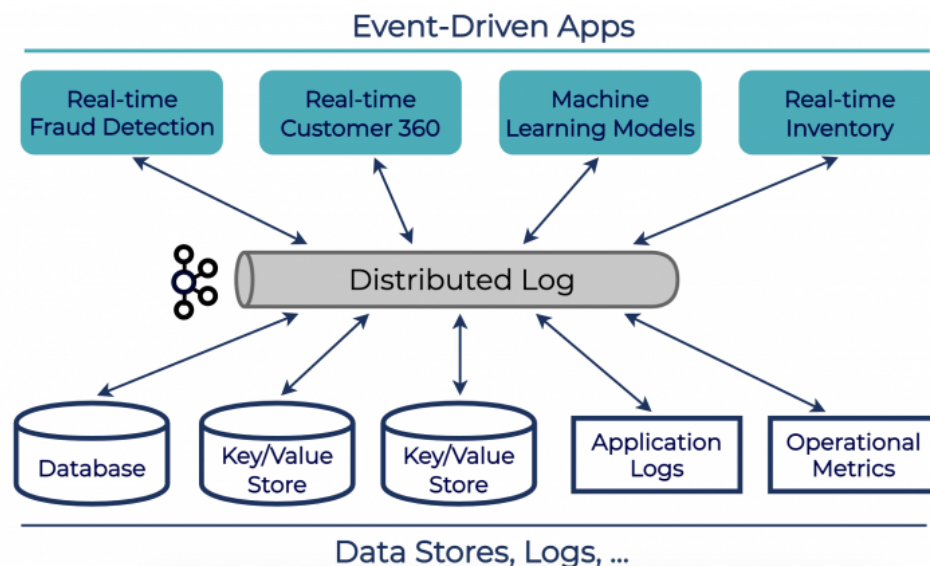 Event-Driven Apps
Real-time
Fraud Detection
Real-time
Customer 360
Machine
Learning Models
Real-time
Inventory
Distributed Log
Database
Key/Value
Store
Key/Value
Store
Application
Logs
Operational
Metrics
Data Stores, Logs, ...